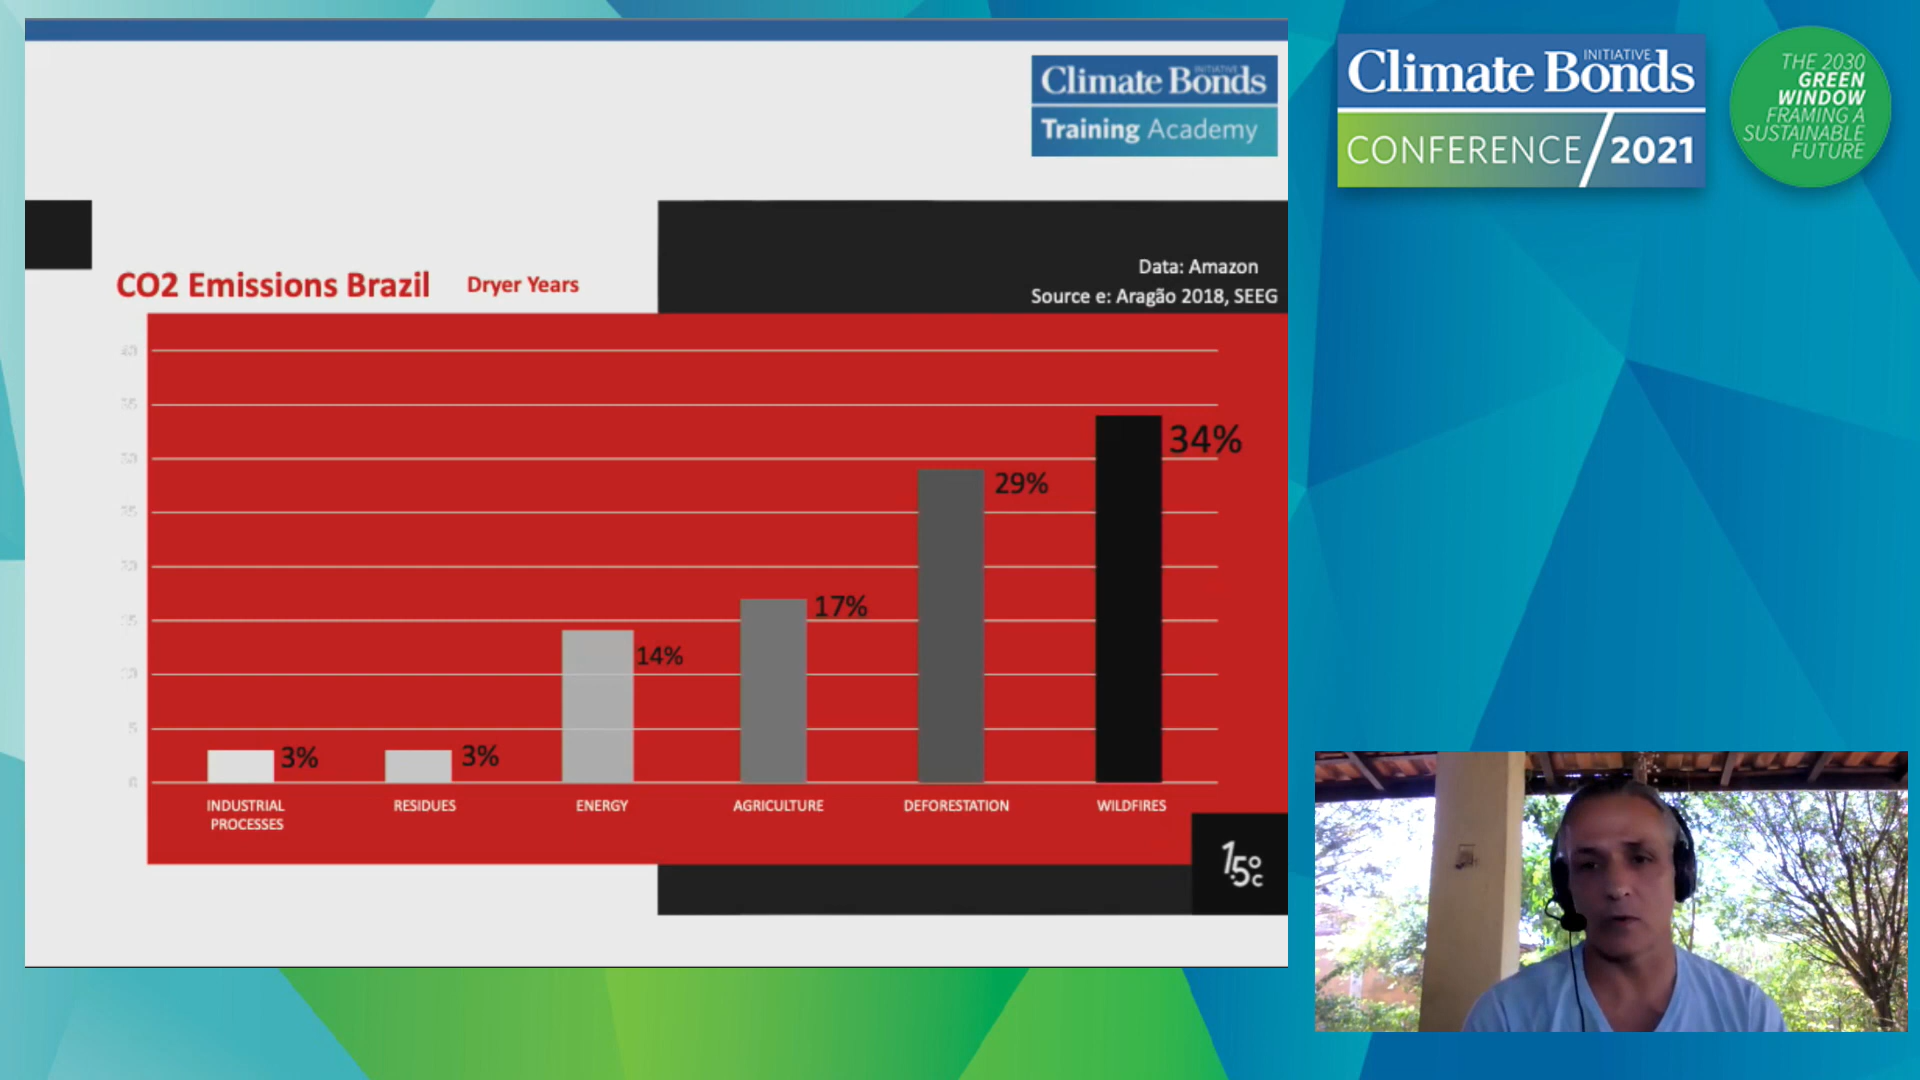 Climate Bonds
INITIATIVE
Training Academy
CO2 Emissions Brazil
Dryer Years
Data: Amazon
Source e: Aragão 2018, SEEG
34%
29%
17%
14%
3%
3%
5
INDUSTRIAL
PROCESSES
RESIDUES
ENERGY
AGRICULTURE
DEFORESTATION
WILDFIRES
1.5°C
INITIATIVE
Climate Bonds
CONFERENCE/2021
THE 2030
GREEN
WINDOW
FRAMING A
SUSTAINABLE
FUTURE